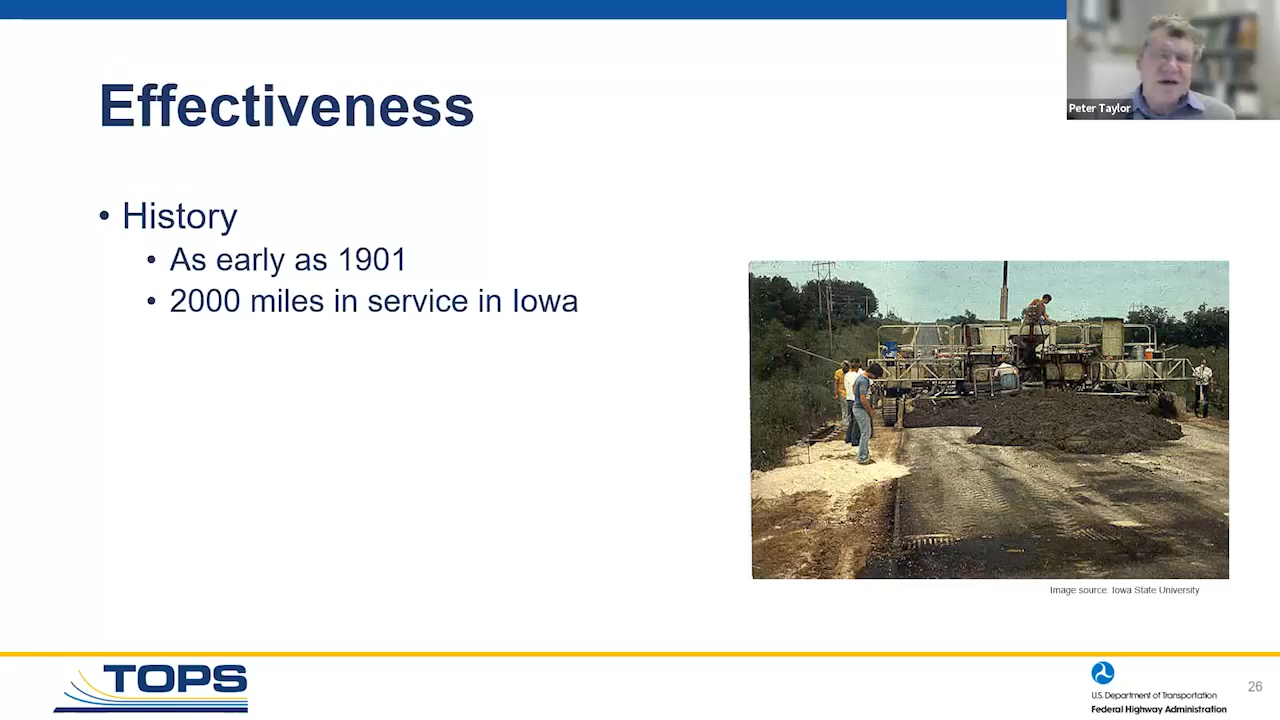 Effectiveness
Peter Taylor
• History
• As early as 1901
• 2000 miles in service in Iowa
Image source: Iowa State University
TOPS
U.S. Department of Transportation
Federal Highway Administration
26